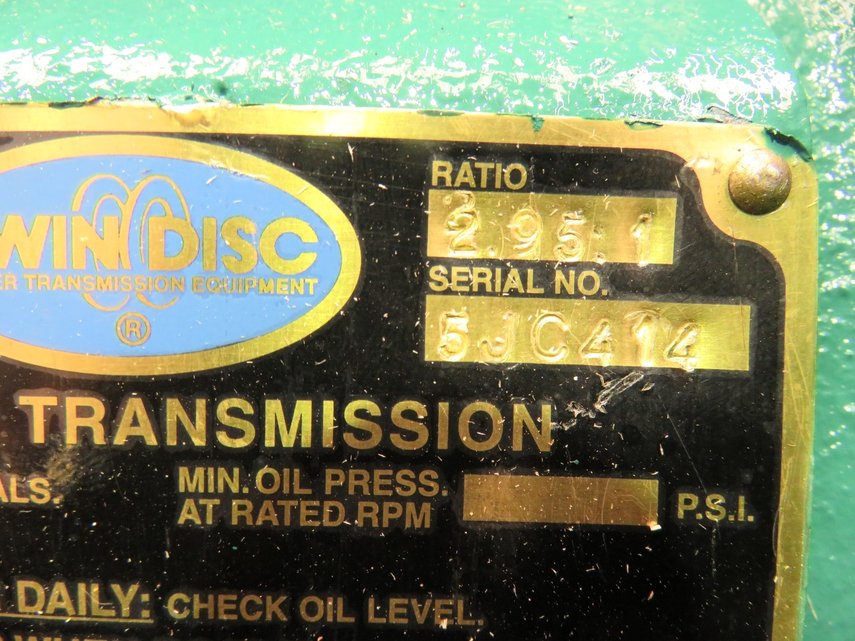 WIN DISC
ER TRANSMISSION EQUIPMENT
®
RATIO
2.95:1
SERIAL NO.
5JC414
TRANSMISSION
ALS.
MIN. OIL PRESS.
AT RATED RPM
P.S.I.
DAILY: CHECK OIL LEVEL.